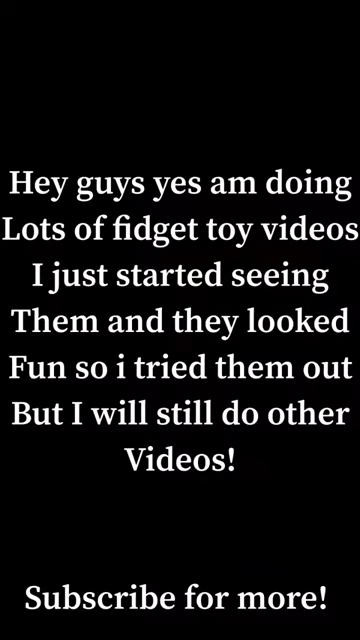 Hey guys yes am doing
Lots of fidget toy videos
I just started seeing
Them and they looked
Fun so i tried them out
But I will still do other
Videos!
Subscribe for more!